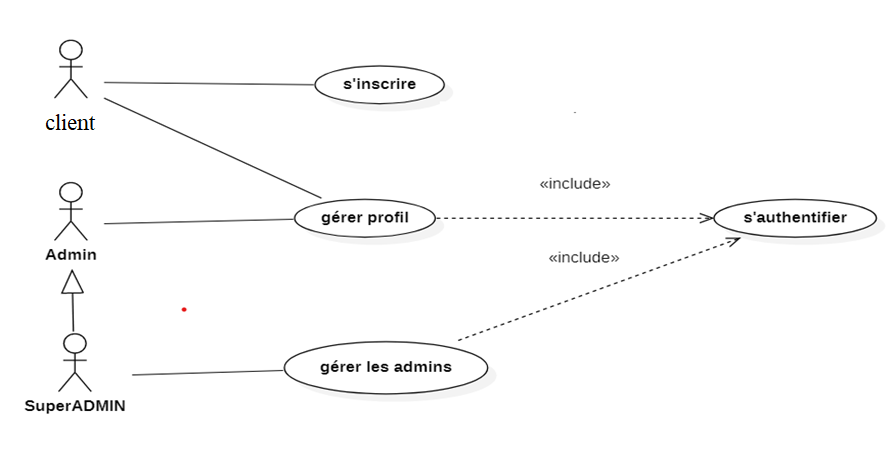 s'inscrire
client
«include»
gérer profil
s'authentifier
Admin
«include»
gérer les admins
SuperADMIN